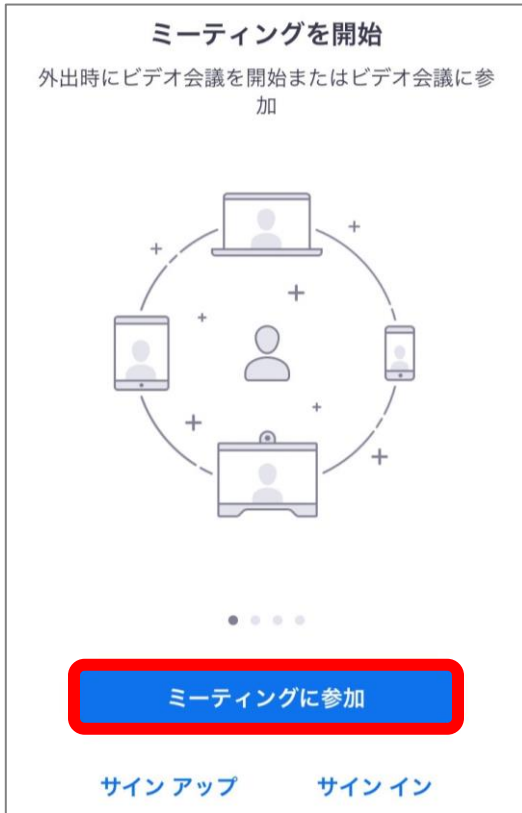 ミーティングを開始
外出時にビデオ会議を開始またはビデオ会議に参
加
ミーティングに参加
サイン アップ
サイン イン